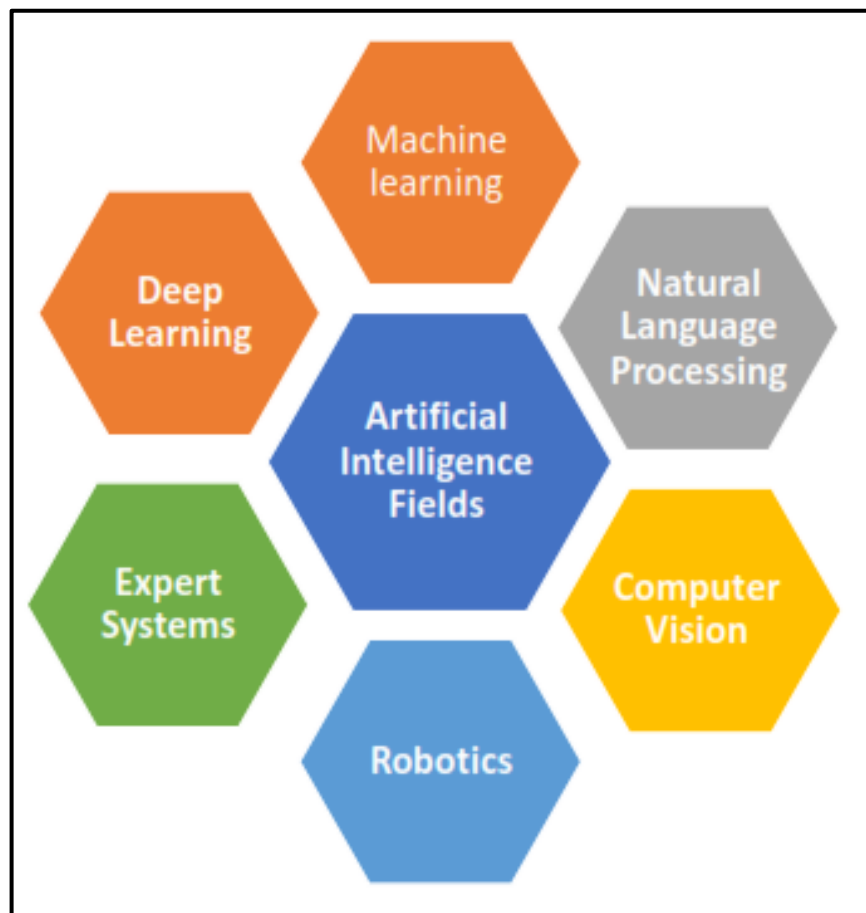 Machine
learning
Deep
Learning
Natural
Language
Processing
Artificial
Intelligence
Fields
Expert
Systems
Computer
Vision
Robotics